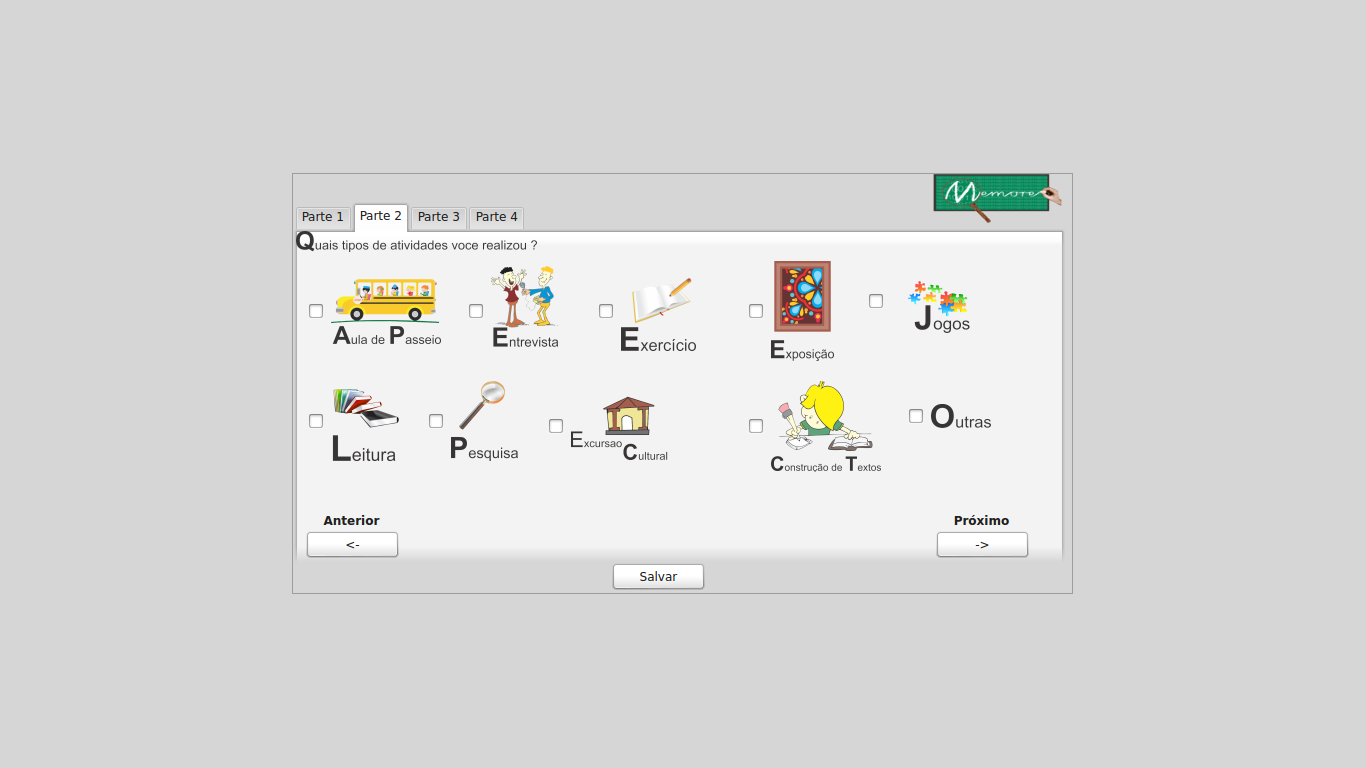 Memore
Parte 1 Parte 2 Parte 3 Parte 4
Quais tipos de atividades voce realizou ?
Aula de Passeio
Entrevista
Exercício
Exposição
Jogos
Leitura
Pesquisa
Excursao
Cultural
Construção de Textos
Outras
Anterior
<-
Próximo
->
Salvar